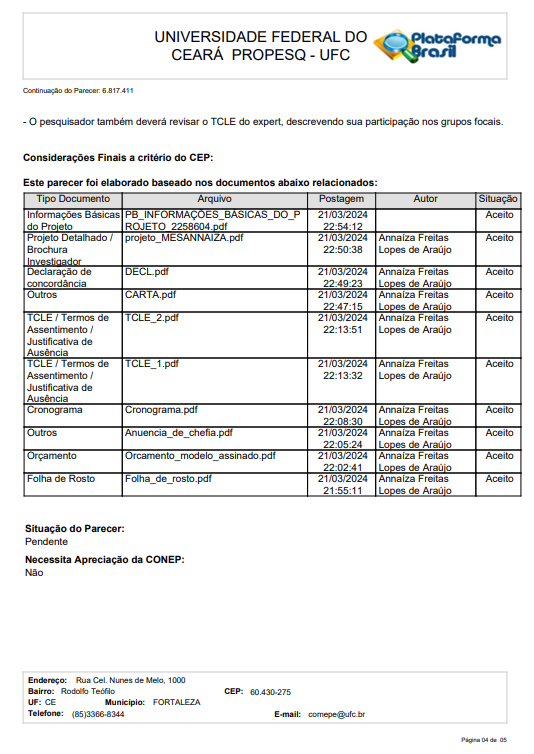 UNIVERSIDADE FEDERAL DO
CEARÁ PROPESQ - UFC
Plataforma
Brasil
Continuação do Parecer: 6.817.411
- O pesquisador também deverá revisar o TCLE do expert, descrevendo sua participação nos grupos focais.
Considerações Finais a critério do CEP:
Este parecer foi elaborado baseado nos documentos abaixo relacionados:
Tipo Documento Arquivo Postagem Autor Situação
Informações Básicas PB_INFORMAÇÕES_BÁSICAS_DO_P 21/03/2024 Aceito
do Projeto ROJETO_2258604.pdf 22:54:12
Projeto Detalhado / projeto_MESANNAIZA.pdf 21/03/2024 Annaíza Freitas Aceito
Brochura 22:50:38 Lopes de Araújo
Investigador
Declaração de DECL.pdf 21/03/2024 Annaíza Freitas Aceito
concordância 22:49:23 Lopes de Araújo
Outros CARTA.pdf 21/03/2024 Annaíza Freitas Aceito
22:47:15 Lopes de Araújo
TCLE / Termos de TCLE_2.pdf 21/03/2024 Annaíza Freitas Aceito
Assentimento / 22:13:51 Lopes de Araújo
Justificativa de
Ausência
TCLE / Termos de TCLE_1.pdf 21/03/2024 Annaíza Freitas Aceito
Assentimento / 22:13:32 Lopes de Araújo
Justificativa de
Ausência
Cronograma Cronograma.pdf 21/03/2024 Annaíza Freitas Aceito
22:08:30 Lopes de Araújo
Outros Anuencia_de_chefia.pdf 21/03/2024 Annaíza Freitas Aceito
22:05:24 Lopes de Araújo
Orçamento Orcamento_modelo_assinado.pdf 21/03/2024 Annaíza Freitas Aceito
22:02:41 Lopes de Araújo
Folha de Rosto Folha_de_rosto.pdf 21/03/2024 Annaíza Freitas Aceito
21:55:11 Lopes de Araújo
Situação do Parecer:
Pendente
Necessita Apreciação da CONEP:
Não
Endereço: Rua Cel. Nunes de Melo, 1000
Bairro: Rodolfo Teófilo CEP: 60.430-275
UF: CE Município: FORTALEZA
Telefone: (85)3366-8344 E-mail: comepe@ufc.br
Página 04 de 05